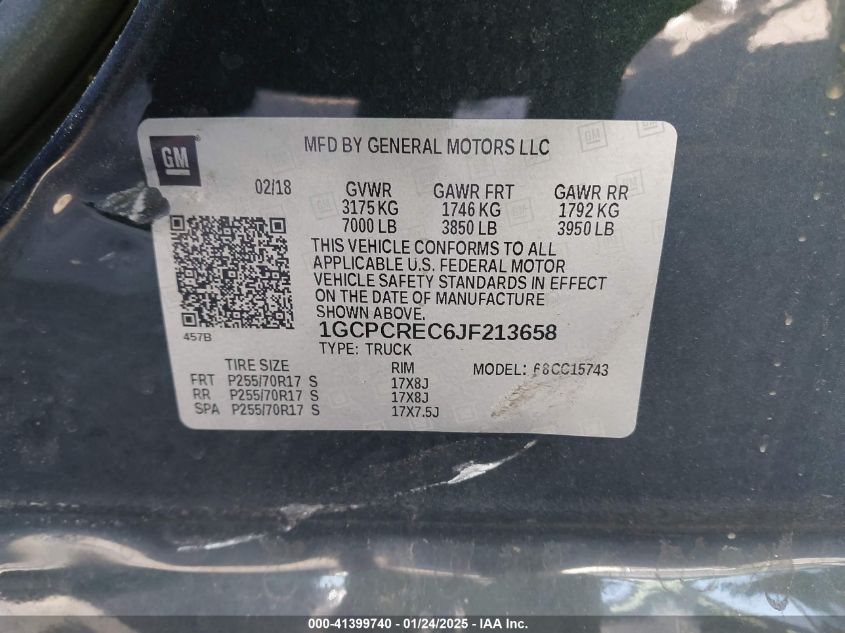 GM
MFD BY GENERAL MOTORS LLC
02/18 GVWR GAWR FRT GAWR RR
3175 KG 1746 KG 1792 KG
7000 LB 3850 LB 3950 LB
THIS VEHICLE CONFORMS TO ALL
APPLICABLE U.S. FEDERAL MOTOR
VEHICLE SAFETY STANDARDS IN EFFECT
ON THE DATE OF MANUFACTURE
SHOWN ABOVE.
457B
1GCPCREC6JF213658
TYPE: TRUCK
TIRE SIZE RIM MODEL: CC15743
FRT P255/70R17 S 17X8J
RR P255/70R17 S 17X8J
SPA P255/70R17 S 17X7.5J
000-41399740 - 01/24/2025 - IAA Inc.